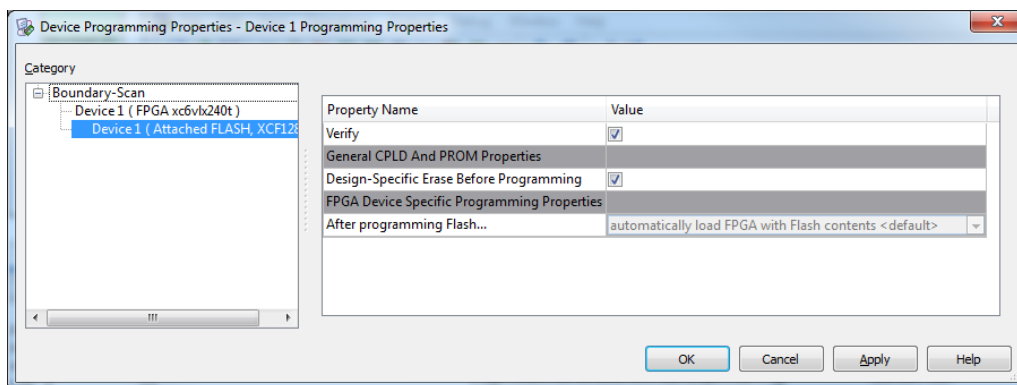 Device Programming Properties - Device 1 Programming Properties
Category
Boundary-Scan
Device 1 ( FPGA xc6vlx240t )
Device 1 ( Attached FLASH, XCF128
Property Name Value
Verify
General CPLD And PROM Properties
Design-Specific Erase Before Programming
FPGA Device Specific Programming Properties
After programming Flash... automatically load FPGA with Flash contents <default>
OK Cancel Apply Help